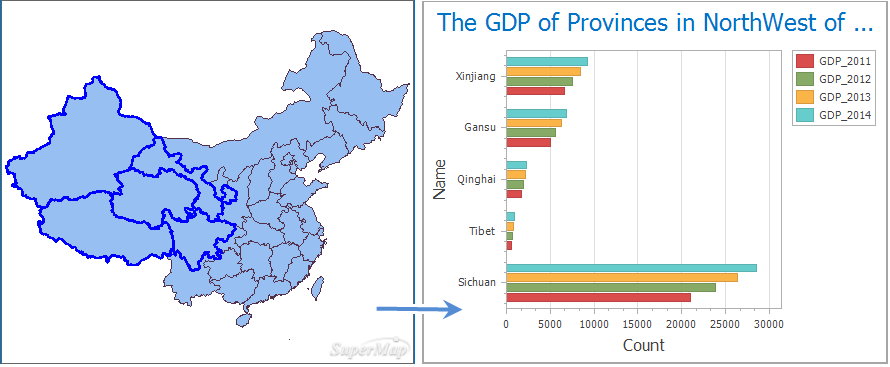 SuperMap
The GDP of Provinces in NorthWest of ...
GDP_2011
GDP_2012
GDP_2013
GDP_2014
Name
Xinjiang
Gansu
Qinghai
Tibet
Sichuan
0 5000 10000 15000 20000 25000 30000
Count